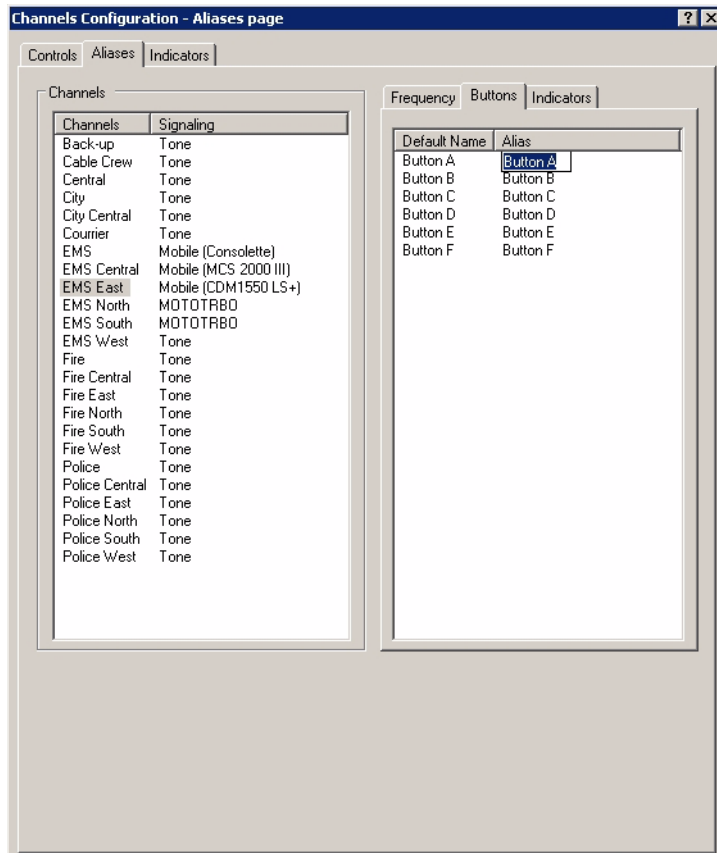 Channels Configuration - Aliases page
? X
Controls Aliases Indicators
Channels
Channels Signaling
Back-up Tone
Cable Crew Tone
Central Tone
City Tone
City Central Tone
Courrier Tone
EMS Mobile (Consolette)
EMS Central Mobile (MCS 2000 III)
EMS East Mobile (CDM1550 LS+)
EMS North MOTOTRBO
EMS South MOTOTRBO
EMS West Tone
Fire Tone
Fire Central Tone
Fire East Tone
Fire North Tone
Fire South Tone
Fire West Tone
Police Tone
Police Central Tone
Police East Tone
Police North Tone
Police South Tone
Police West Tone
Frequency Buttons Indicators
Default Name Alias
Button A Button A
Button B Button B
Button C Button C
Button D Button D
Button E Button E
Button F Button F